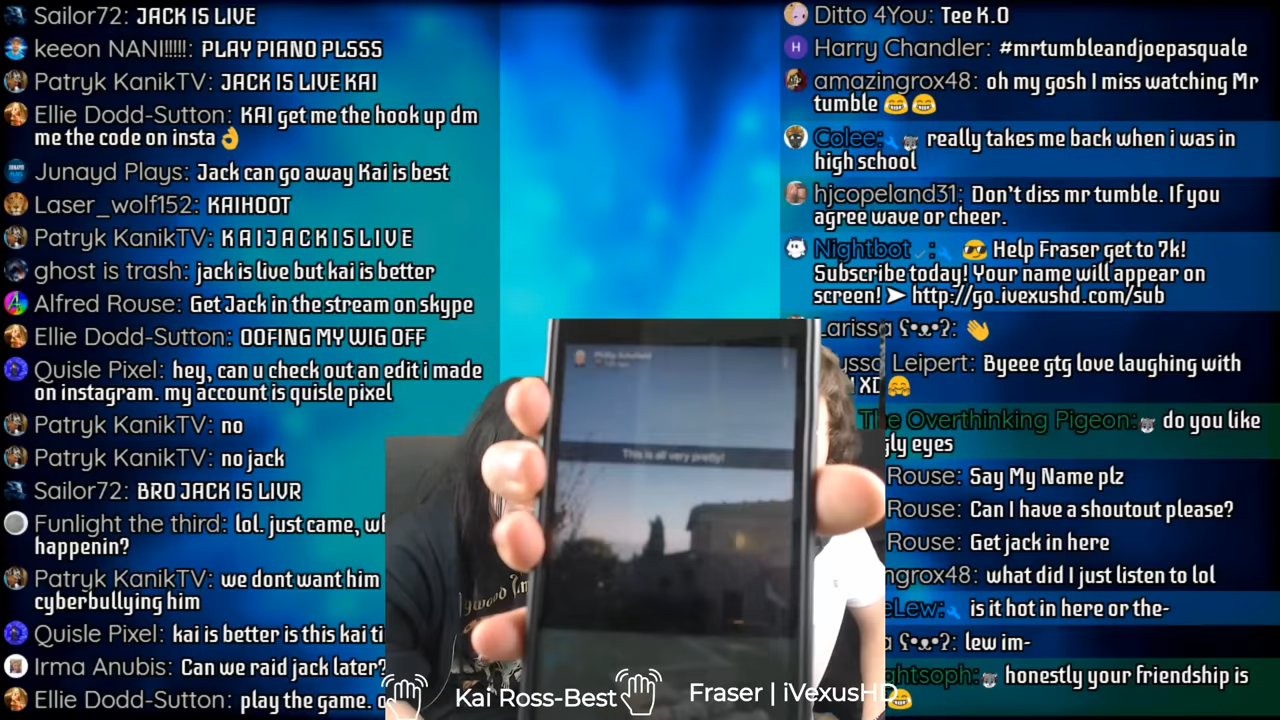 Sailor72: JACK IS LIVE
keeon NANI!!!!!: PLAY PIANO PLSSS
Patryk KanikTV: JACK IS LIVE KAI
Ellie Dodd-Sutton: KAI get me the hook up dm
me the code on insta 👌
Junayd Plays: Jack can go away Kai is best
Laser_wolf152: KAIHOOT
Patryk KanikTV: K A I J A C K I S L I V E
ghost is trash: jack is live but kai is better
Alfred Rouse: Get Jack in the stream on skype
Ellie Dodd-Sutton: OOFING MY WIG OFF
Quisle Pixel: hey, can u check out an edit i made
on instagram. my account is quisle pixel
Patryk KanikTV: no
Patryk KanikTV: no jack
Sailor72: BRO JACK IS LIVR
Funlight the third: lol. just came,
happenin?
Patryk KanikTV: we dont want him
cyberbullying him
Quisle Pixel: kai is better is this kai
Irma Anubis: Can we raid jack later?
Ellie Dodd-Sutton: play the game.
This is all very pretty!
Kai Ross-Best
Fraser | iVexusHD
Ditto 4You: Tee K.O
Harry Chandler: #mrtumbleandjoepasquale
amazingrox48: oh my gosh I miss watching Mr
tumble 😂 😂
Colee: really takes me back when i was in
high school
hjcopeland31: Don't diss mr tumble. If you
agree wave or cheer.
Nightbot: 😎 Help Fraser get to 7k!
Subscribe today! Your name will appear on
screen! ➤ http://go.ivexushd.com/sub
Larissa ʕ•ᴥ•ʔ: 👋
Leipert: Byeee gtg love laughing with
XD 🤗
The Overthinking Pigeon: do you like
eyes
Rouse: Say My Name plz
Rouse: Can I have a shoutout please?
Rouse: Get jack in here
ngrox48: what did I just listen to lol
eLew: is it hot in here or the-
ʕ•ᴥ•ʔ: lew im-
ghtsoph: honestly your friendship is
😂